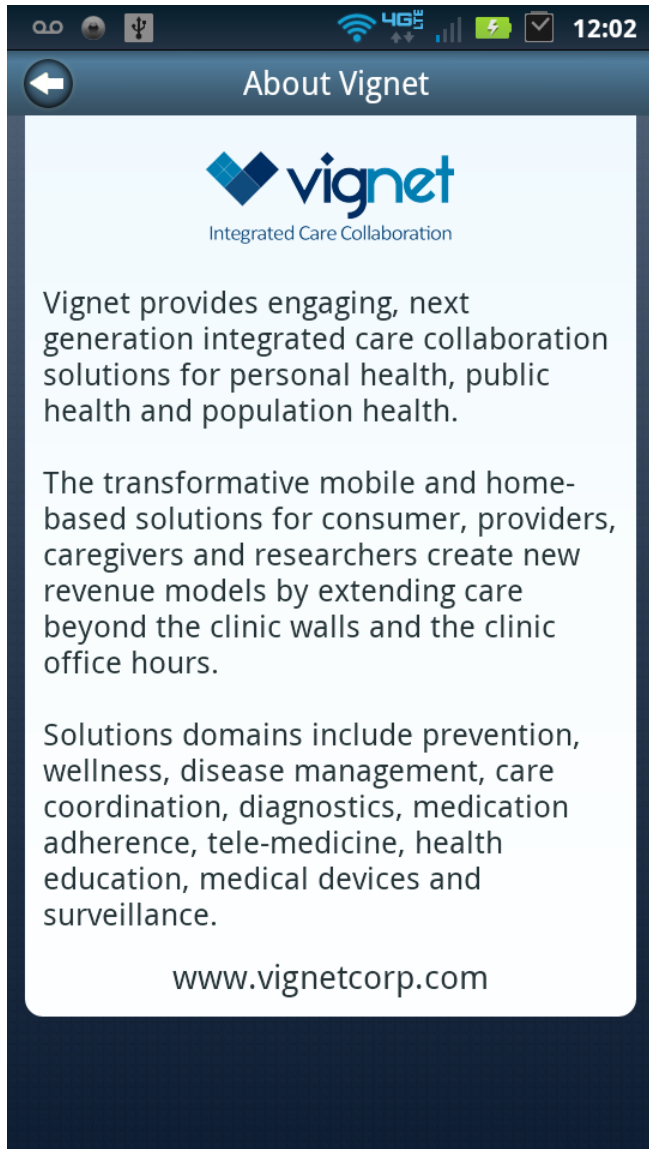 4G LTE 12:02
About Vignet
vignet
Integrated Care Collaboration
Vignet provides engaging, next
generation integrated care collaboration
solutions for personal health, public
health and population health.
The transformative mobile and home-
based solutions for consumer, providers,
caregivers and researchers create new
revenue models by extending care
beyond the clinic walls and the clinic
office hours.
Solutions domains include prevention,
wellness, disease management, care
coordination, diagnostics, medication
adherence, tele-medicine, health
education, medical devices and
surveillance.
www.vignetcorp.com